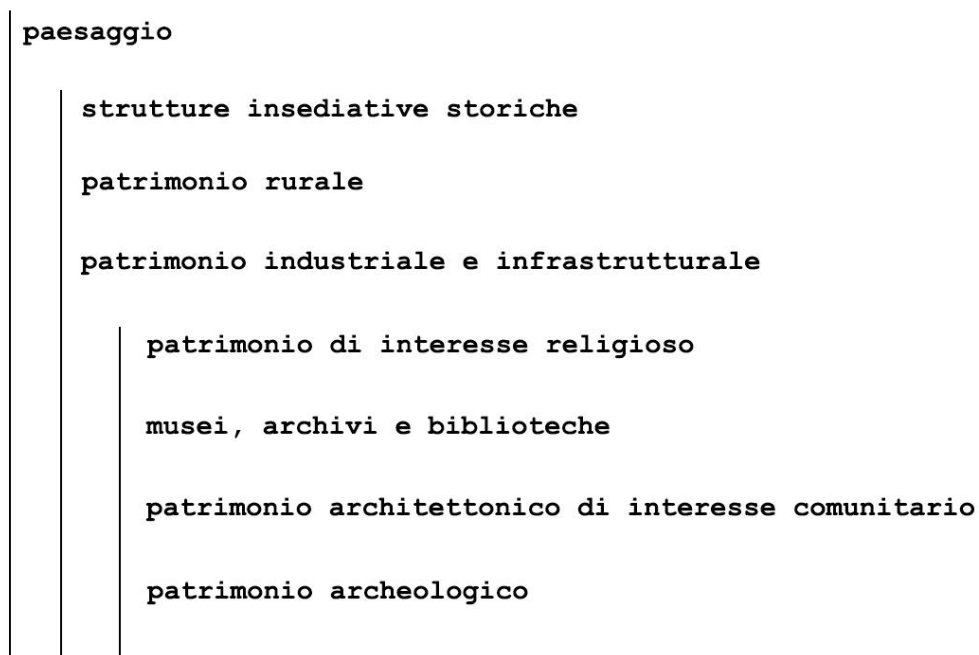 paesaggio
strutture insediative storiche
patrimonio rurale
patrimonio industriale e infrastrutturale
patrimonio di interesse religioso
musei, archivi e biblioteche
patrimonio architettonico di interesse comunitario
patrimonio archeologico